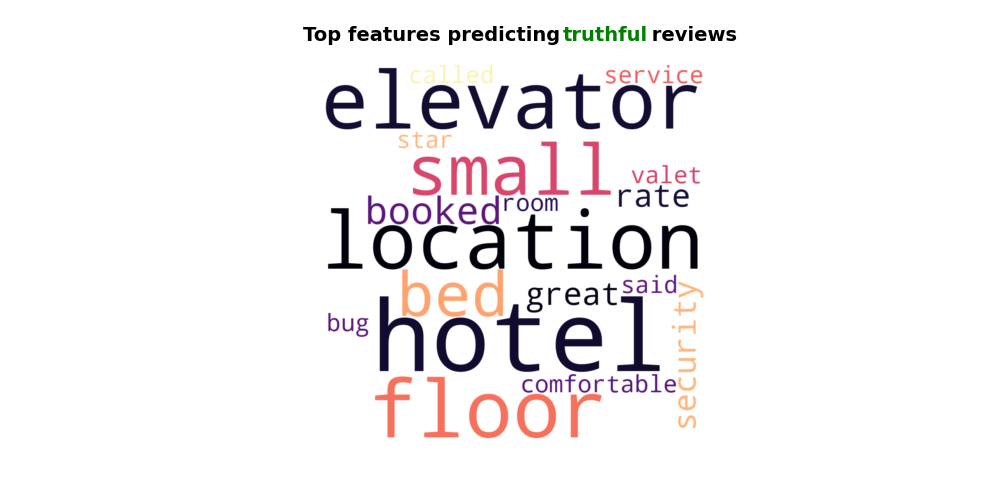 Top features predicting truthful reviews
called service
elevator
star
small valet
booked room rate
location
bed great said
bug hotel security
comfortable
floor